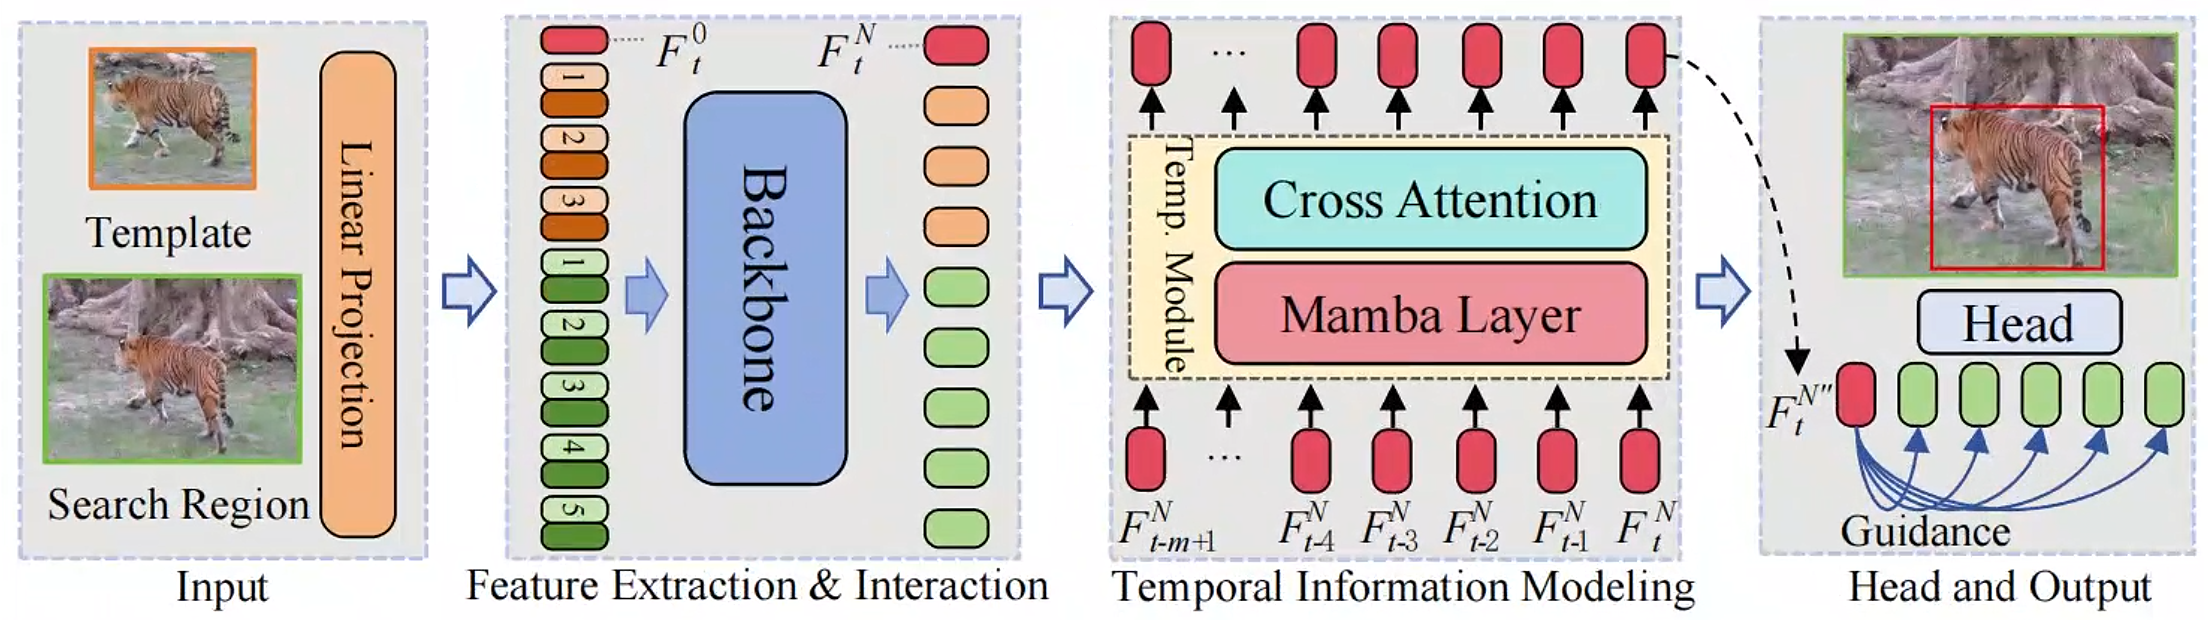 Template
Search Region
Linear Projection
Input
F_t^0
F_t^N
1
2
3
1
2
3
4
5
Backbone
Feature Extraction & Interaction
...
Temp. Module
Cross Attention
Mamba Layer
...
F_{t-m+1}^N
F_{t-4}^N
F_{t-3}^N
F_{t-2}^N
F_{t-1}^N
F_t^N
Temporal Information Modeling
Head
F_t^{N''}
Guidance
Head and Output